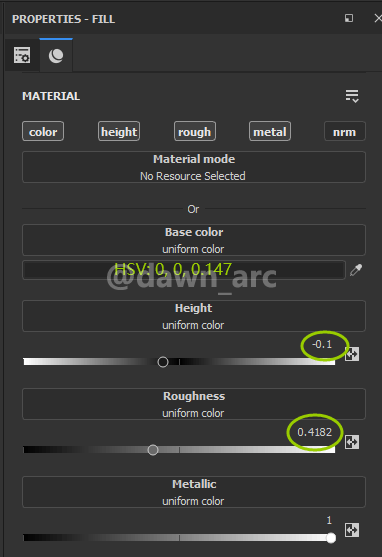 PROPERTIES - FILL
MATERIAL
color height rough metal nrm
Material mode
No Resource Selected
Or
Base color
uniform color
HSV: 0, 0, 0.147
@dawn_arc
Height
uniform color
-0.1
Roughness
uniform color
0.4182
Metallic
uniform color
1